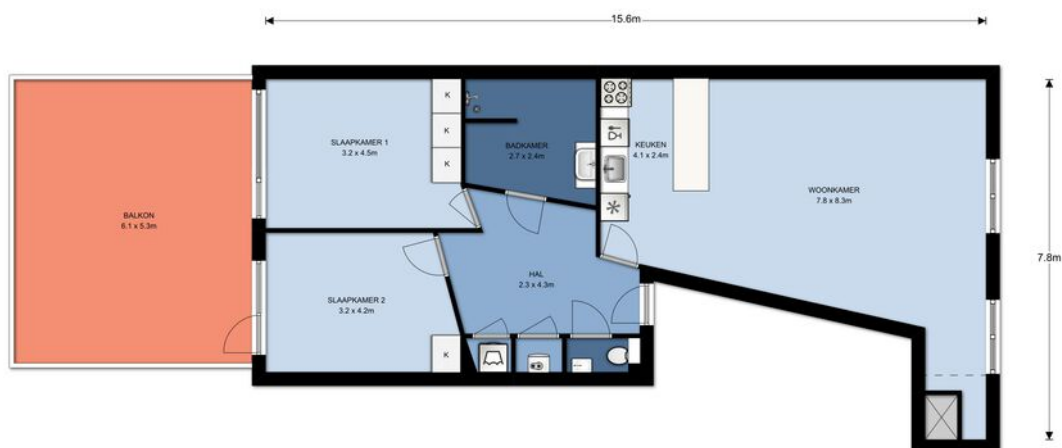 15.6m
K
SLAAPKAMER 1
3.2 x 4.5m
K
K
BADKAMER
2.7 x 2.4m
KEUKEN
4.1 x 2.4m
WOONKAMER
7.8 x 8.3m
BALKON
6.1 x 5.3m
7.8m
HAL
2.3 x 4.3m
SLAAPKAMER 2
3.2 x 4.2m
K